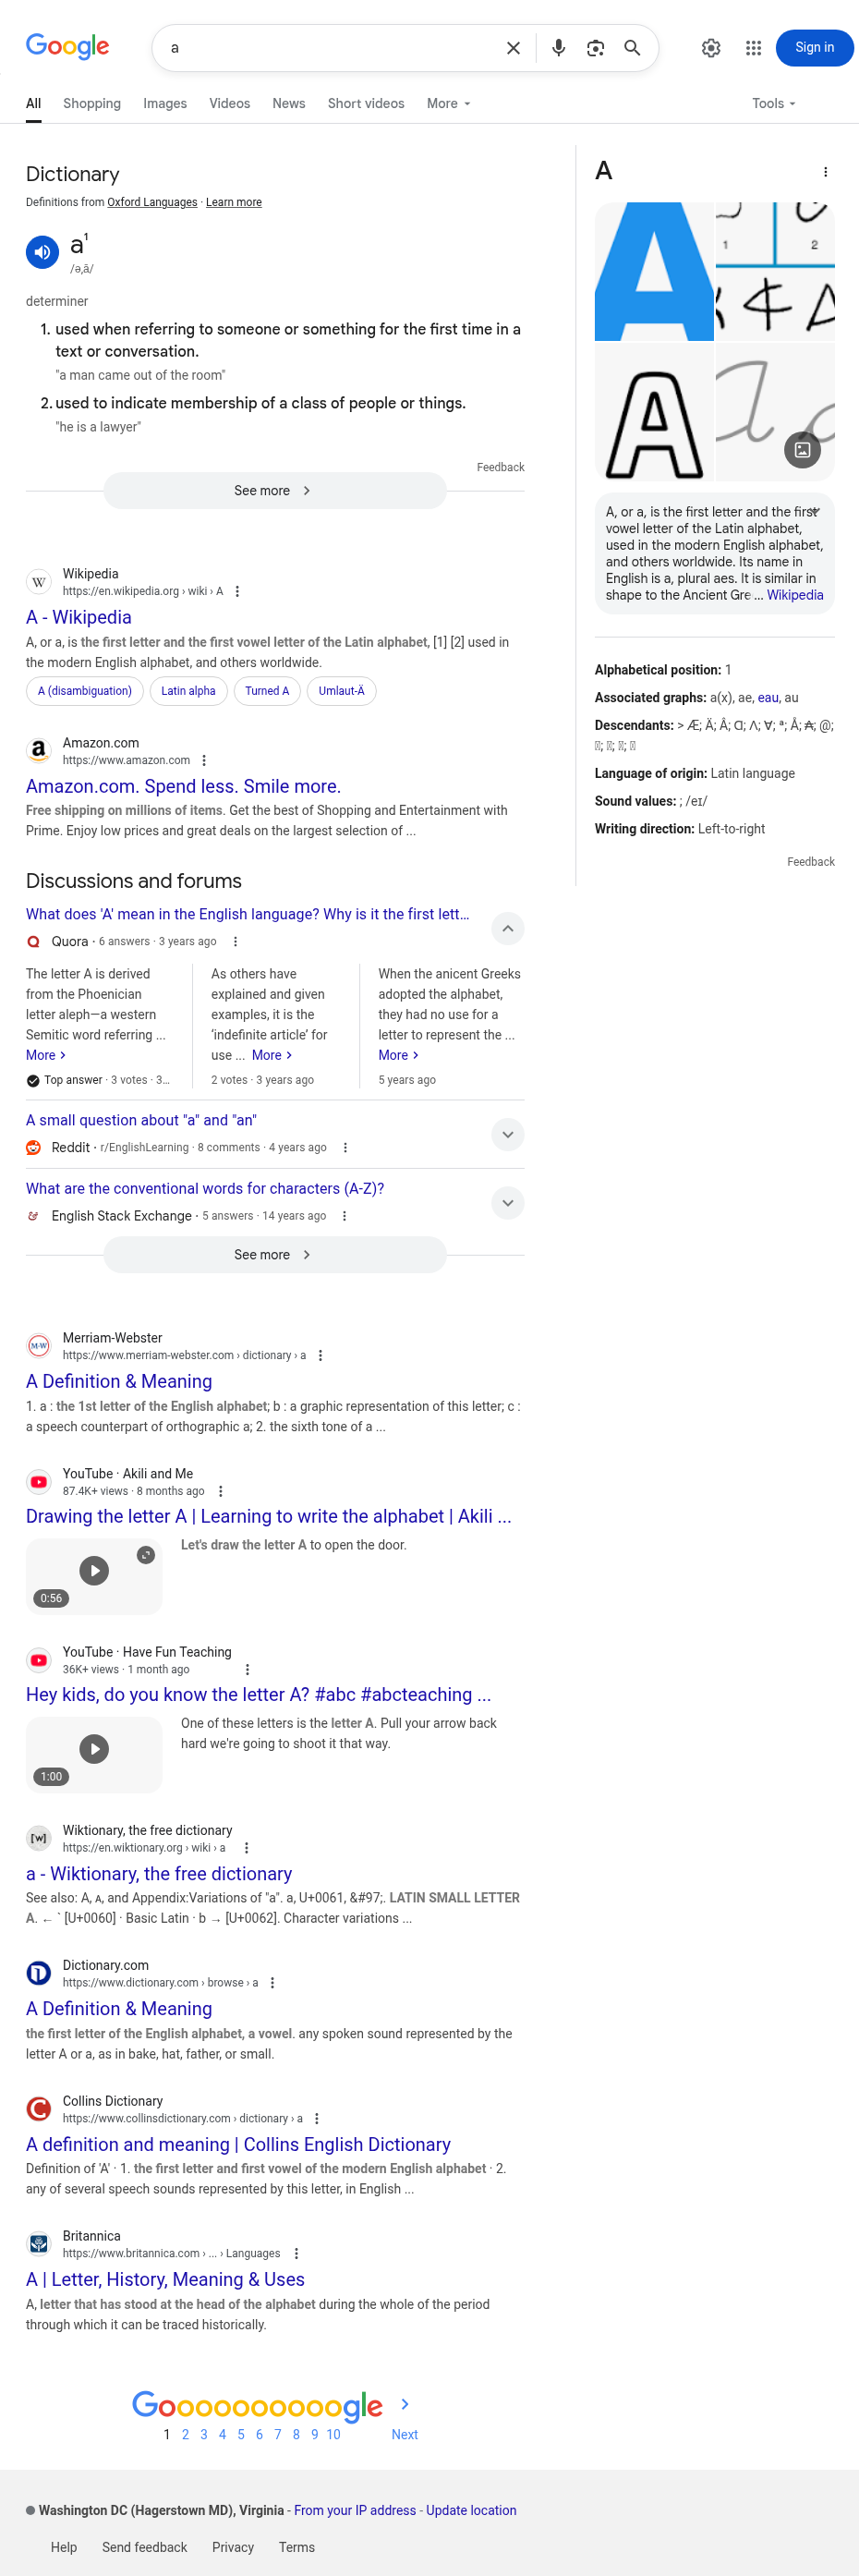 Google
a
Sign in
All Shopping Images Videos News Short videos More Tools
Dictionary
Definitions from Oxford Languages · Learn more
a¹
/ə,ā/
determiner
1. used when referring to someone or something for the first time in a
text or conversation.
"a man came out of the room"
2. used to indicate membership of a class of people or things.
"he is a lawyer"
Feedback
See more
Wikipedia
https://en.wikipedia.org › wiki › A
A - Wikipedia
A, or a, is the first letter and the first vowel letter of the Latin alphabet, [1] [2] used in
the modern English alphabet, and others worldwide.
A (disambiguation) Latin alpha Turned A Umlaut-Ä
Amazon.com
https://www.amazon.com
Amazon.com. Spend less. Smile more.
Free shipping on millions of items. Get the best of Shopping and Entertainment with
Prime. Enjoy low prices and great deals on the largest selection of ...
Discussions and forums
What does 'A' mean in the English language? Why is it the first lett...
Quora · 6 answers · 3 years ago
The letter A is derived
from the Phoenician
letter aleph—a western
Semitic word referring ...
More
Top answer · 3 votes · 3...
As others have
explained and given
examples, it is the
‘indefinite article’ for
use ... More
2 votes · 3 years ago
When the anicent Greeks
adopted the alphabet,
they had no use for a
letter to represent the ...
More
5 years ago
A small question about "a" and "an"
Reddit · r/EnglishLearning · 8 comments · 4 years ago
What are the conventional words for characters (A-Z)?
English Stack Exchange · 5 answers · 14 years ago
See more
Merriam-Webster
https://www.merriam-webster.com › dictionary › a
A Definition & Meaning
1. a : the 1st letter of the English alphabet; b : a graphic representation of this letter; c :
a speech counterpart of orthographic a; 2. the sixth tone of a ...
YouTube · Akili and Me
87.4K+ views · 8 months ago
Drawing the letter A | Learning to write the alphabet | Akili ...
0:56
Let's draw the letter A to open the door.
YouTube · Have Fun Teaching
36K+ views · 1 month ago
Hey kids, do you know the letter A? #abc #abcteaching ...
1:00
One of these letters is the letter A. Pull your arrow back
hard we're going to shoot it that way.
Wiktionary, the free dictionary
https://en.wiktionary.org › wiki › a
a - Wiktionary, the free dictionary
See also: A, ᴀ, and Appendix:Variations of "a". a, U+0061, &#97;. LATIN SMALL LETTER
A. ← ` [U+0060] · Basic Latin · b → [U+0062]. Character variations ...
Dictionary.com
https://www.dictionary.com › browse › a
A Definition & Meaning
the first letter of the English alphabet, a vowel. any spoken sound represented by the
letter A or a, as in bake, hat, father, or small.
Collins Dictionary
https://www.collinsdictionary.com › dictionary › a
A definition and meaning | Collins English Dictionary
Definition of 'A' · 1. the first letter and first vowel of the modern English alphabet · 2.
any of several speech sounds represented by this letter, in English ...
Britannica
https://www.britannica.com › ... › Languages
A | Letter, History, Meaning & Uses
A, letter that has stood at the head of the alphabet during the whole of the period
through which it can be traced historically.
A
A
1 2
A
a
A, or a, is the first letter and the first
vowel letter of the Latin alphabet,
used in the modern English alphabet,
and others worldwide. Its name in
English is a, plural aes. It is similar in
shape to the Ancient Gre ... Wikipedia
Alphabetical position: 1
Associated graphs: a(x), ae, eau, au
Descendants: > Æ; Ä; Â; Ɑ; Λ; Ɐ; ª; Å; ₳; @;
Language of origin: Latin language
Sound values: ; /eɪ/
Writing direction: Left-to-right
Feedback
Goooooooooogle
1 2 3 4 5 6 7 8 9 10 Next
Washington DC (Hagerstown MD), Virginia - From your IP address - Update location
Help Send feedback Privacy Terms